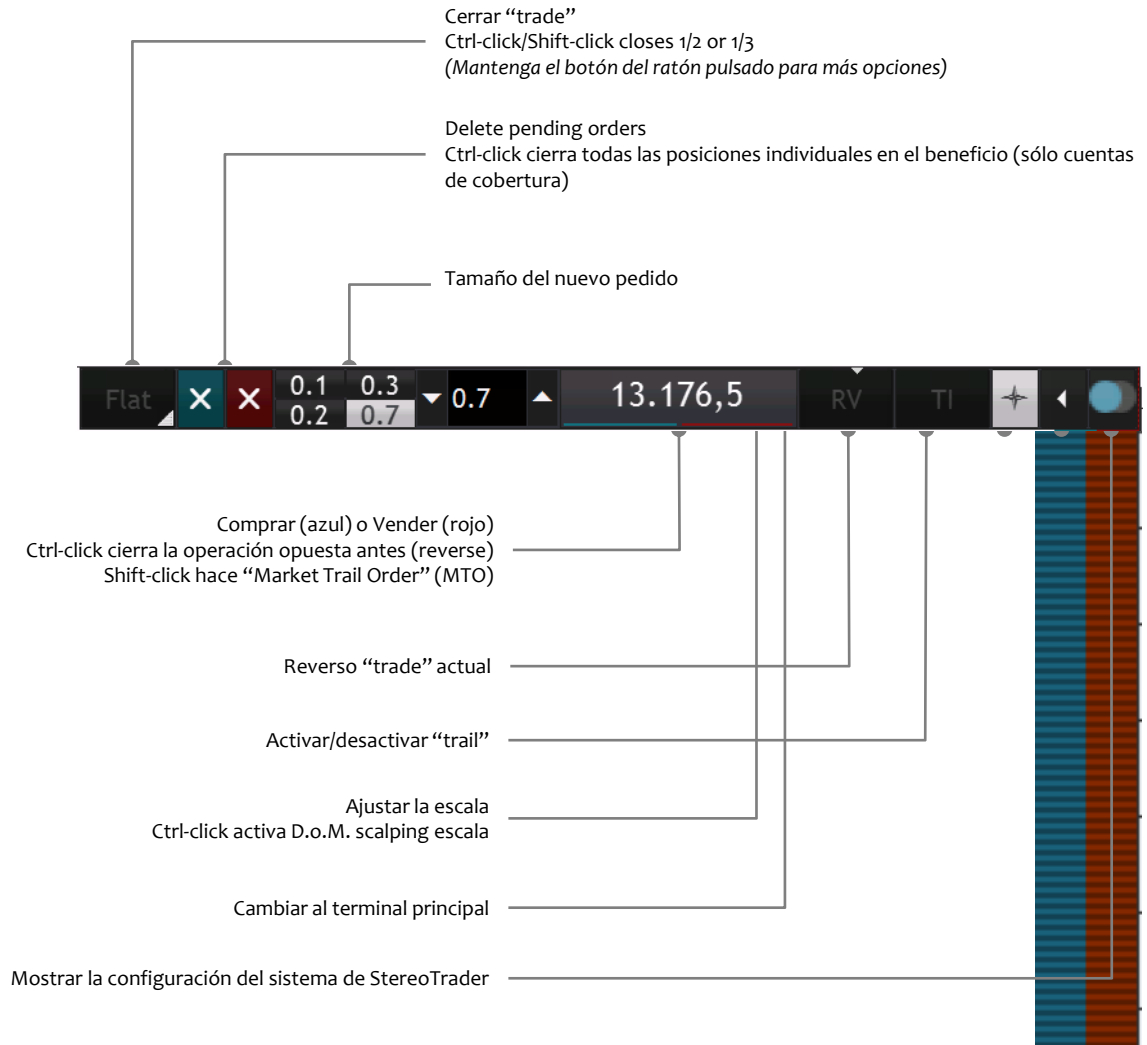 Cerrar “trade”
Ctrl-click/Shift-click closes 1/2 or 1/3
(Mantenga el botón del ratón pulsado para más opciones)
Delete pending orders
Ctrl-click cierra todas las posiciones individuales en el beneficio (sólo cuentas
de cobertura)
Tamaño del nuevo pedido
Flat 0.1 0.3 0.7 13.176,5 RV TI
0.2 0.7
Comprar (azul) o Vender (rojo)
Ctrl-click cierra la operación opuesta antes (reverse)
Shift-click hace “Market Trail Order” (MTO)
Reverso “trade” actual
Activar/desactivar “trail”
Ajustar la escala
Ctrl-click activa D.o.M. scalping escala
Cambiar al terminal principal
Mostrar la configuración del sistema de StereoTrader